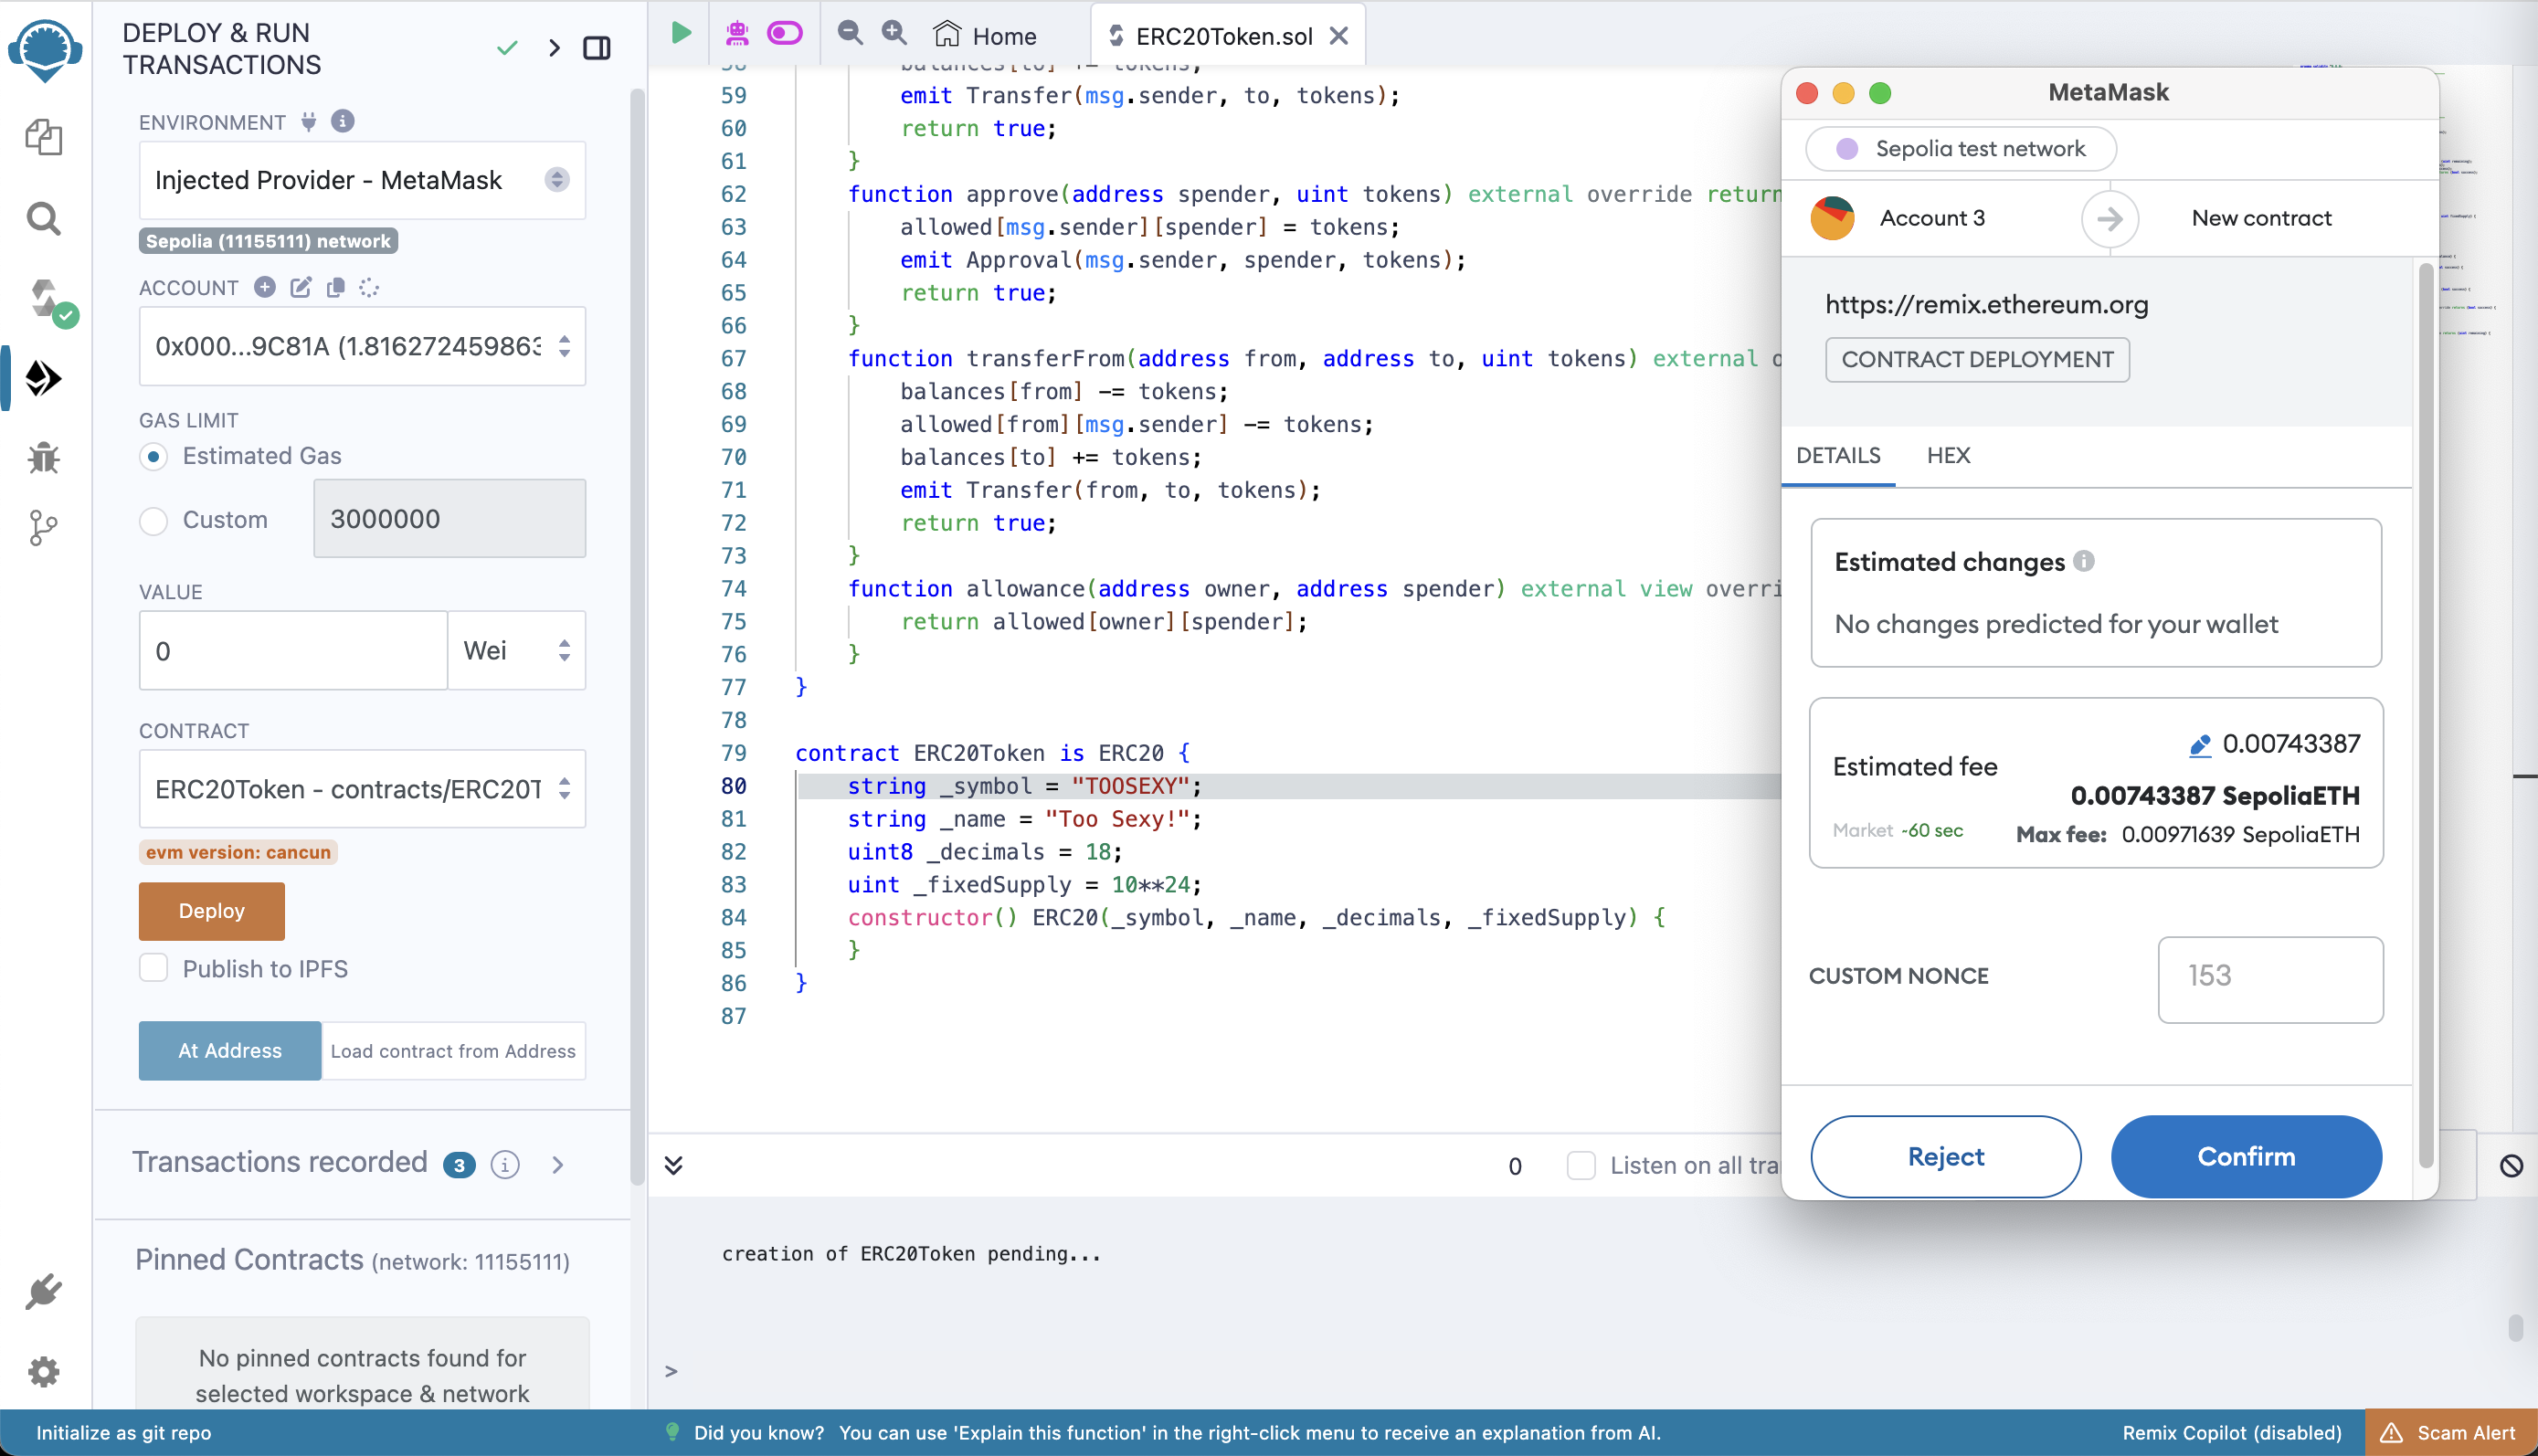 DEPLOY & RUN
TRANSACTIONS
ENVIRONMENT
Injected Provider - MetaMask
Sepolia (11155111) network
ACCOUNT
0x000...9C81A (1.816272459863
GAS LIMIT
Estimated Gas
Custom
3000000
VALUE
0
Wei
CONTRACT
ERC20Token - contracts/ERC20T
evm version: cancun
Deploy
Publish to IPFS
At Address
Load contract from Address
Transactions recorded 3
Pinned Contracts (network: 11155111)
No pinned contracts found for
selected workspace & network
Home
ERC20Token.sol
58 balances[to] += tokens;
59 emit Transfer(msg.sender, to, tokens);
60 return true;
61 }
62 function approve(address spender, uint tokens) external override return
63 allowed[msg.sender][spender] = tokens;
64 emit Approval(msg.sender, spender, tokens);
65 return true;
66 }
67 function transferFrom(address from, address to, uint tokens) external o
68 balances[from] -= tokens;
69 allowed[from][msg.sender] -= tokens;
70 balances[to] += tokens;
71 emit Transfer(from, to, tokens);
72 return true;
73 }
74 function allowance(address owner, address spender) external view overri
75 return allowed[owner][spender];
76 }
77 }
78
79 contract ERC20Token is ERC20 {
80 string _symbol = "TOOSEXY";
81 string _name = "Too Sexy!";
82 uint8 _decimals = 18;
83 uint _fixedSupply = 10**24;
84 constructor() ERC20(_symbol, _name, _decimals, _fixedSupply) {
85 }
86 }
87
0
Listen on all tra
creation of ERC20Token pending...
>
MetaMask
Sepolia test network
Account 3
New contract
https://remix.ethereum.org
CONTRACT DEPLOYMENT
DETAILS
HEX
Estimated changes
No changes predicted for your wallet
0.00743387
Estimated fee
0.00743387 SepoliaETH
Market ~60 sec
Max fee: 0.00971639 SepoliaETH
CUSTOM NONCE
153
Reject
Confirm
Initialize as git repo
Did you know? You can use 'Explain this function' in the right-click menu to receive an explanation from AI.
Remix Copilot (disabled)
Scam Alert